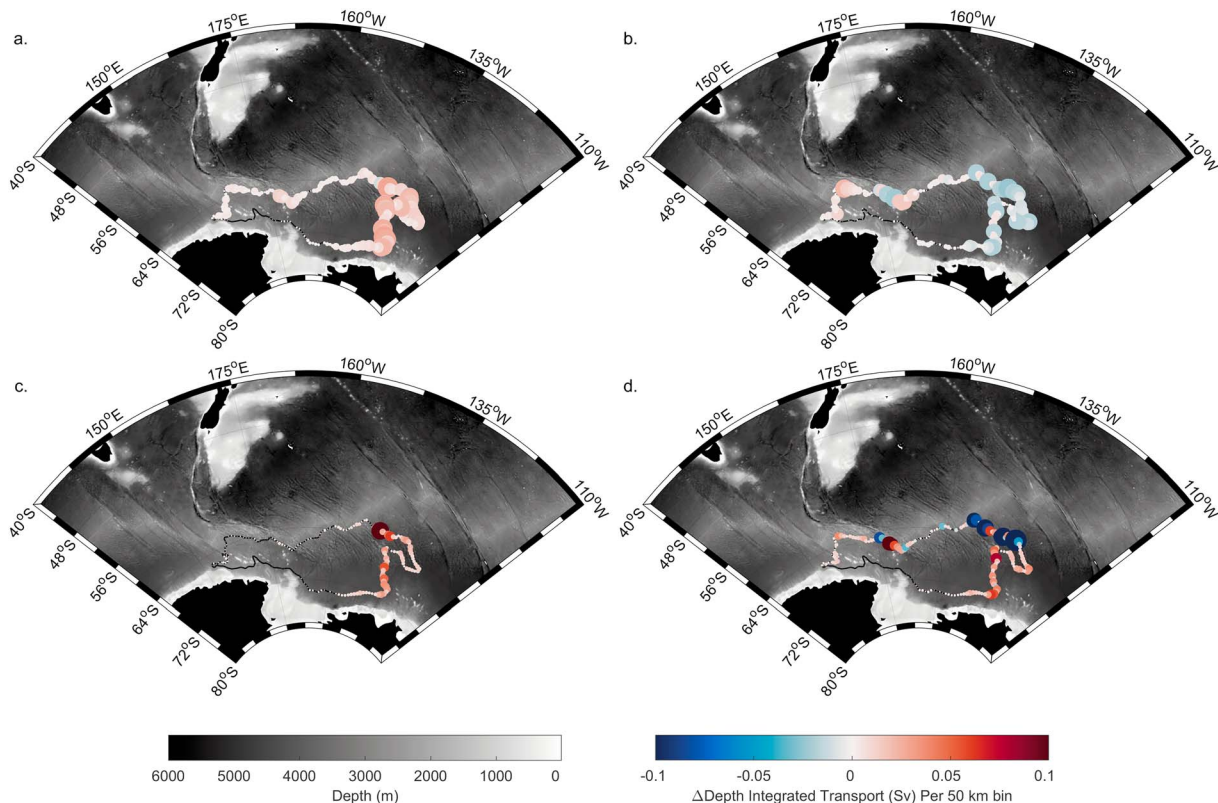 a.
150°E
175°E
160°W
135°W
110°W
40°S
48°S
56°S
64°S
72°S
80°S
b.
150°E
175°E
160°W
135°W
110°W
40°S
48°S
56°S
64°S
72°S
80°S
c.
150°E
175°E
160°W
135°W
110°W
40°S
48°S
56°S
64°S
72°S
80°S
d.
150°E
175°E
160°W
135°W
110°W
40°S
48°S
56°S
64°S
72°S
80°S
6000 5000 4000 3000 2000 1000 0
Depth (m)
-0.1 -0.05 0 0.05 0.1
ΔDepth Integrated Transport (Sv) Per 50 km bin